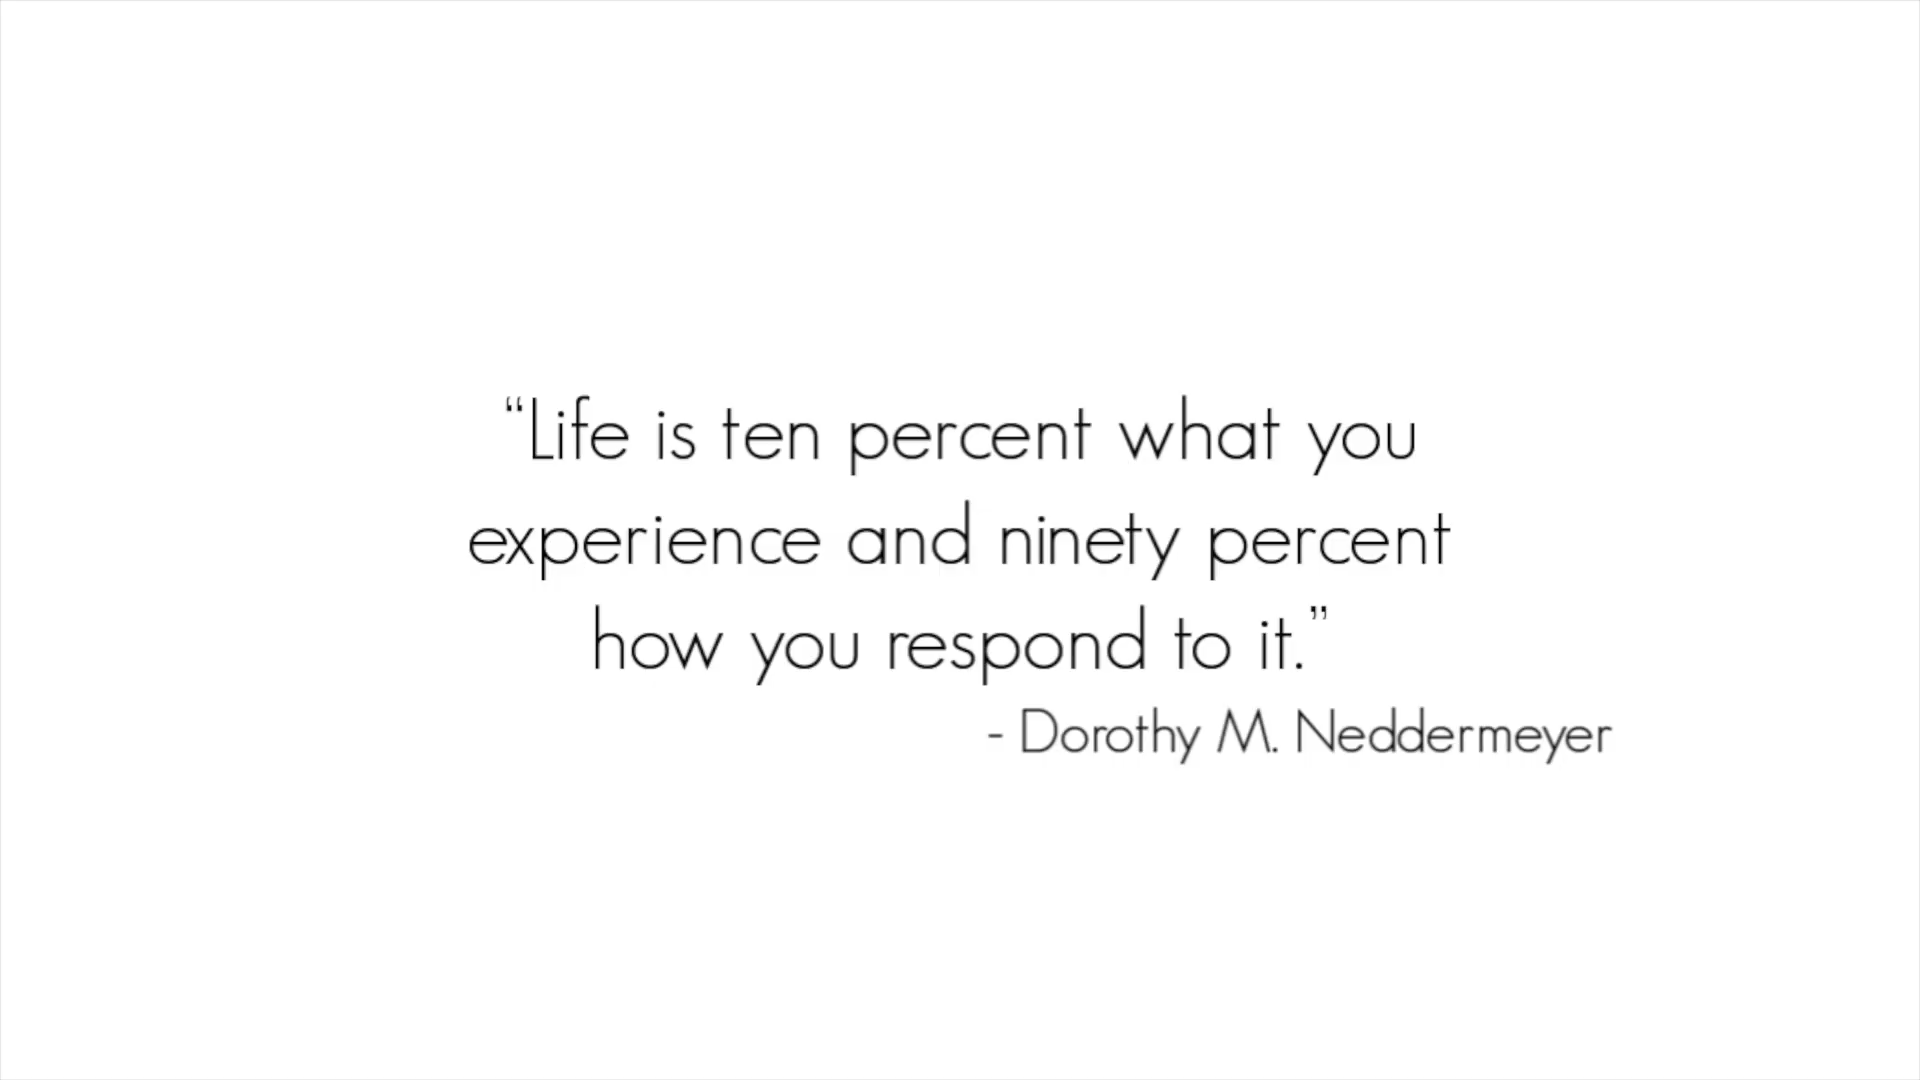 “Life is ten percent what you
experience and ninety percent
how you respond to it.”
- Dorothy M. Neddermeyer